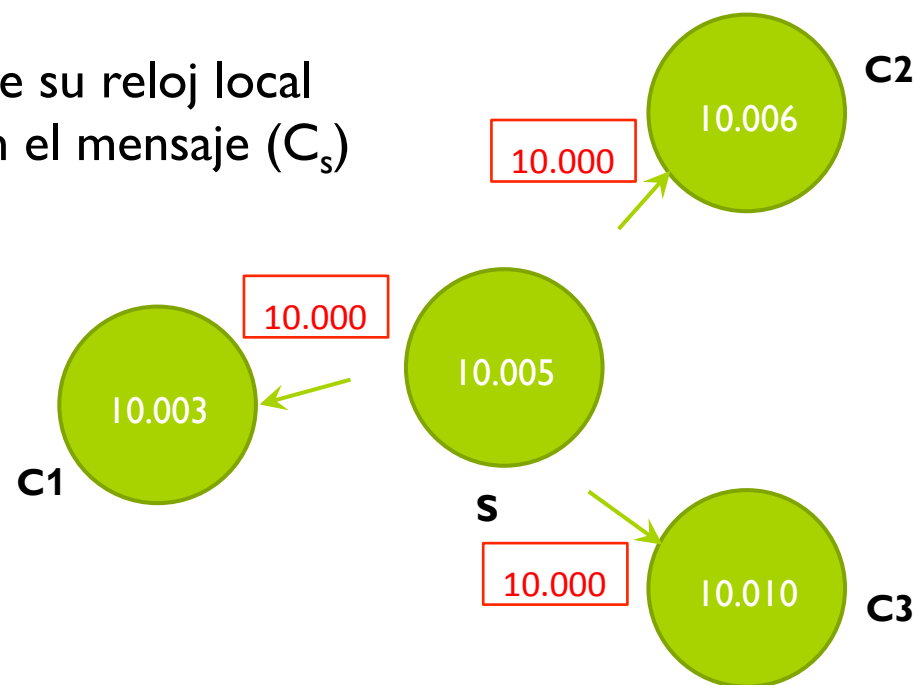 e su reloj local
n el mensaje (Cs)
C2
10.006
10.000
10.000
10.005
10.003
C1
S
10.000
10.010
C3